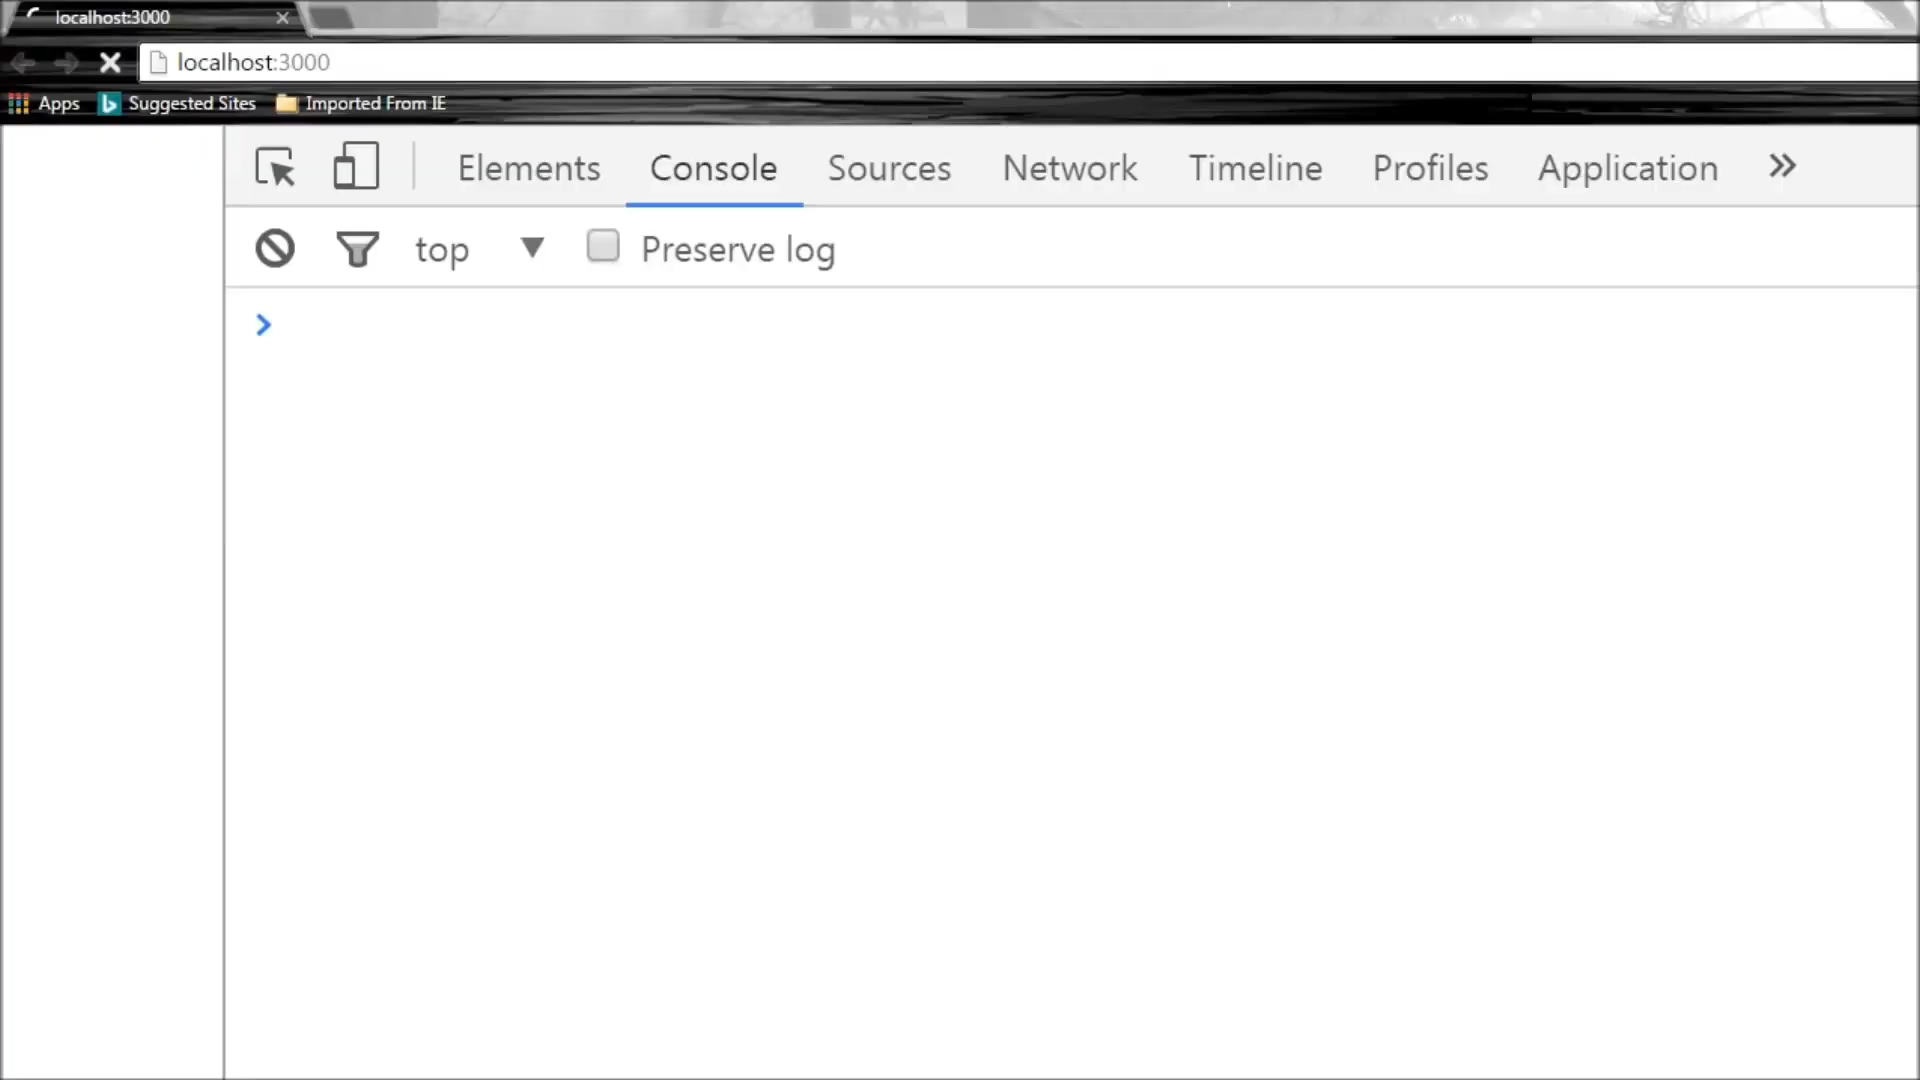 localhost:3000
localhost:3000
Apps Suggested Sites Imported From IE
Elements Console Sources Network Timeline Profiles Application
top Preserve log